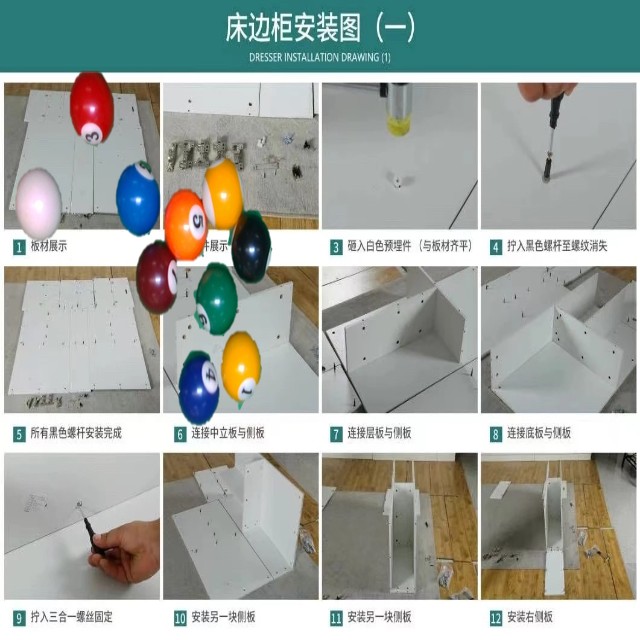 床边柜安装图（一）
DRESSER INSTALLATION DRAWING (1)
1 板材展示
件展示
3 砸入白色预埋件（与板材齐平）
4 拧入黑色螺杆至螺纹消失
5 所有黑色螺杆安装完成
6 连接中立板与侧板
7 连接层板与侧板
8 连接底板与侧板
9 拧入三合一螺丝固定
10 安装另一块侧板
11 安装另一块侧板
12 安装右侧板
3
5
6
4
1